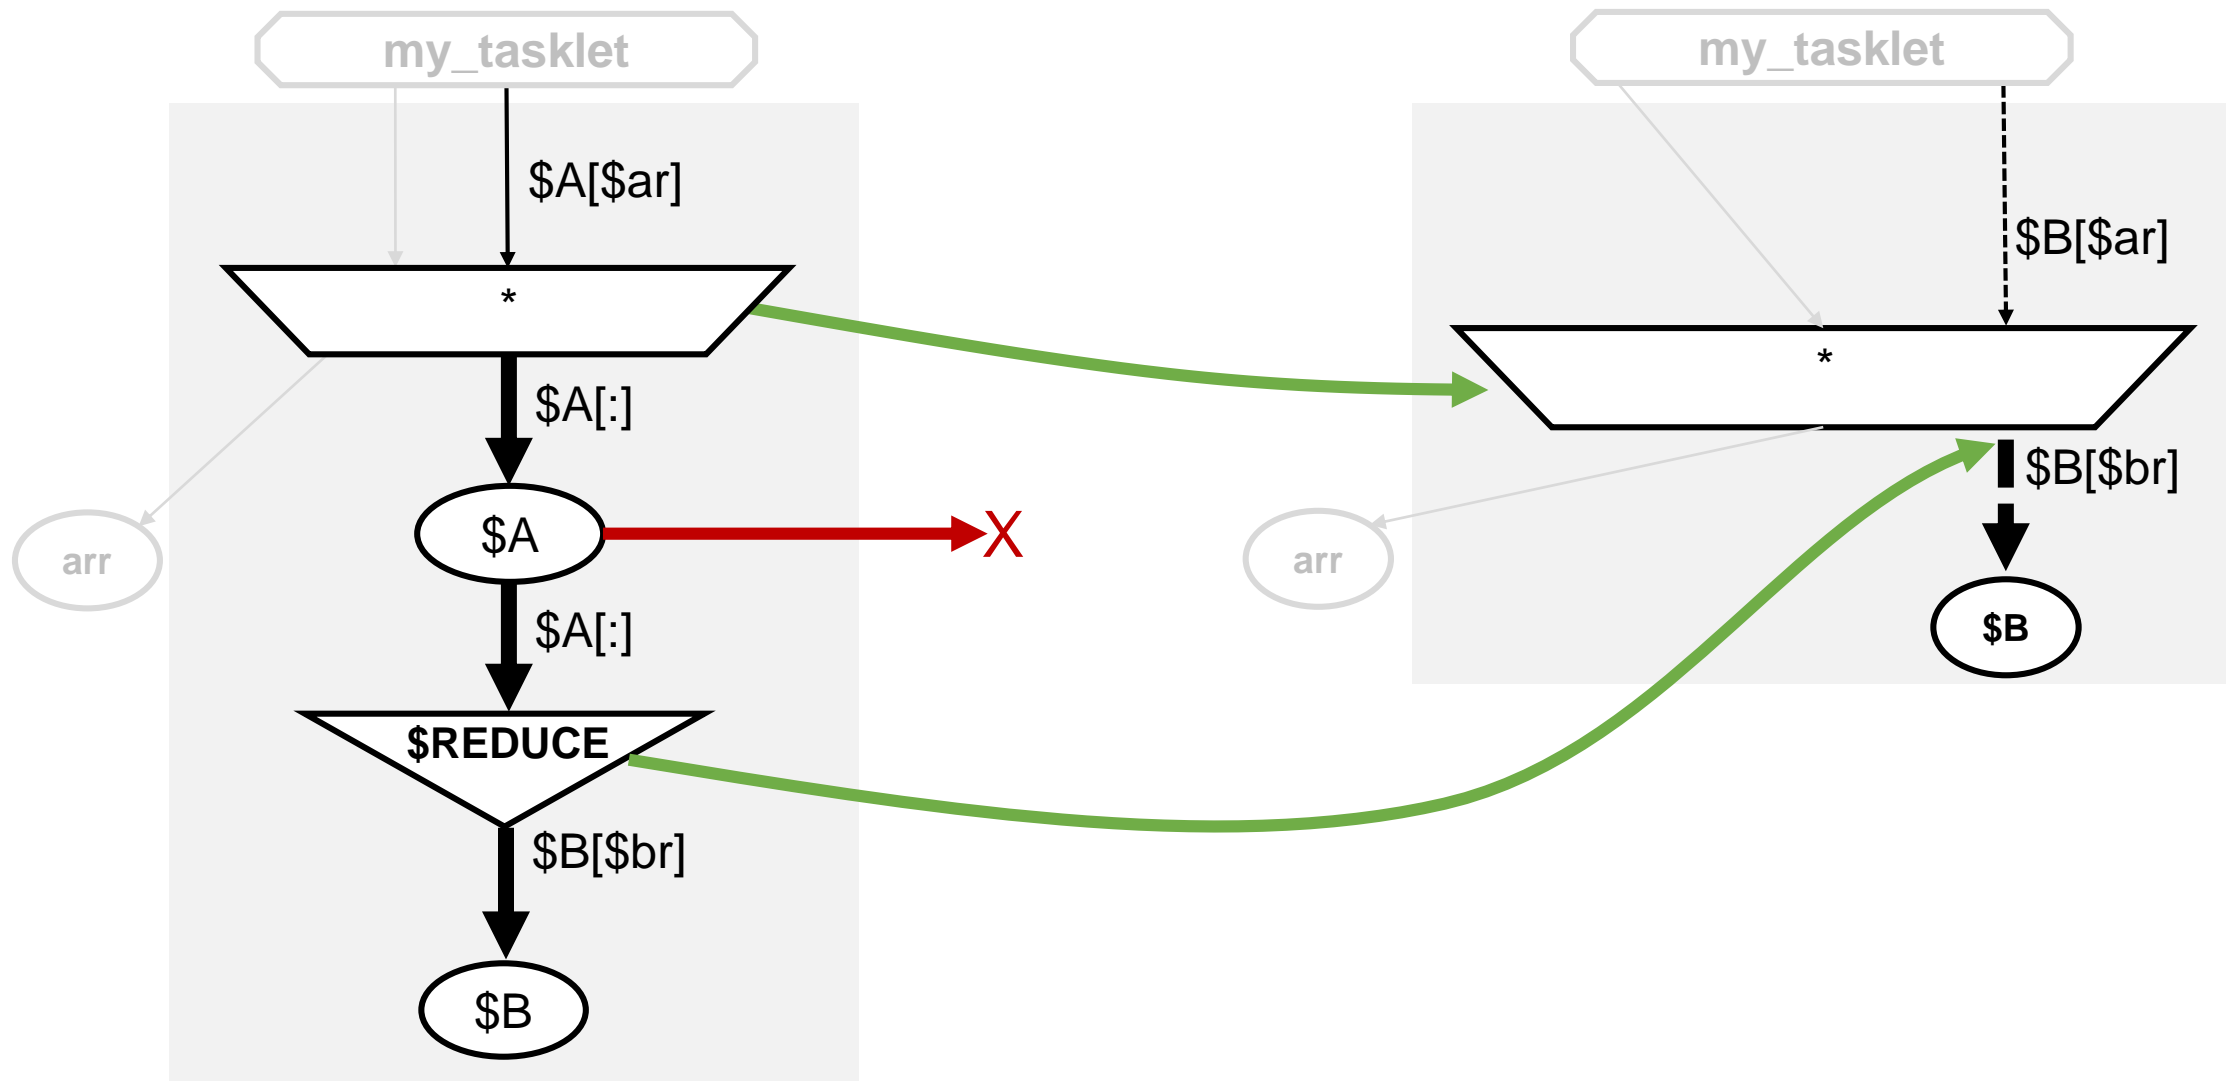 my_tasklet
$A[$ar]
*
$A[:]
$A
X
arr
$A[:]
$REDUCE
$B[$br]
$B
my_tasklet
$B[$ar]
*
$B[$br]
arr
$B